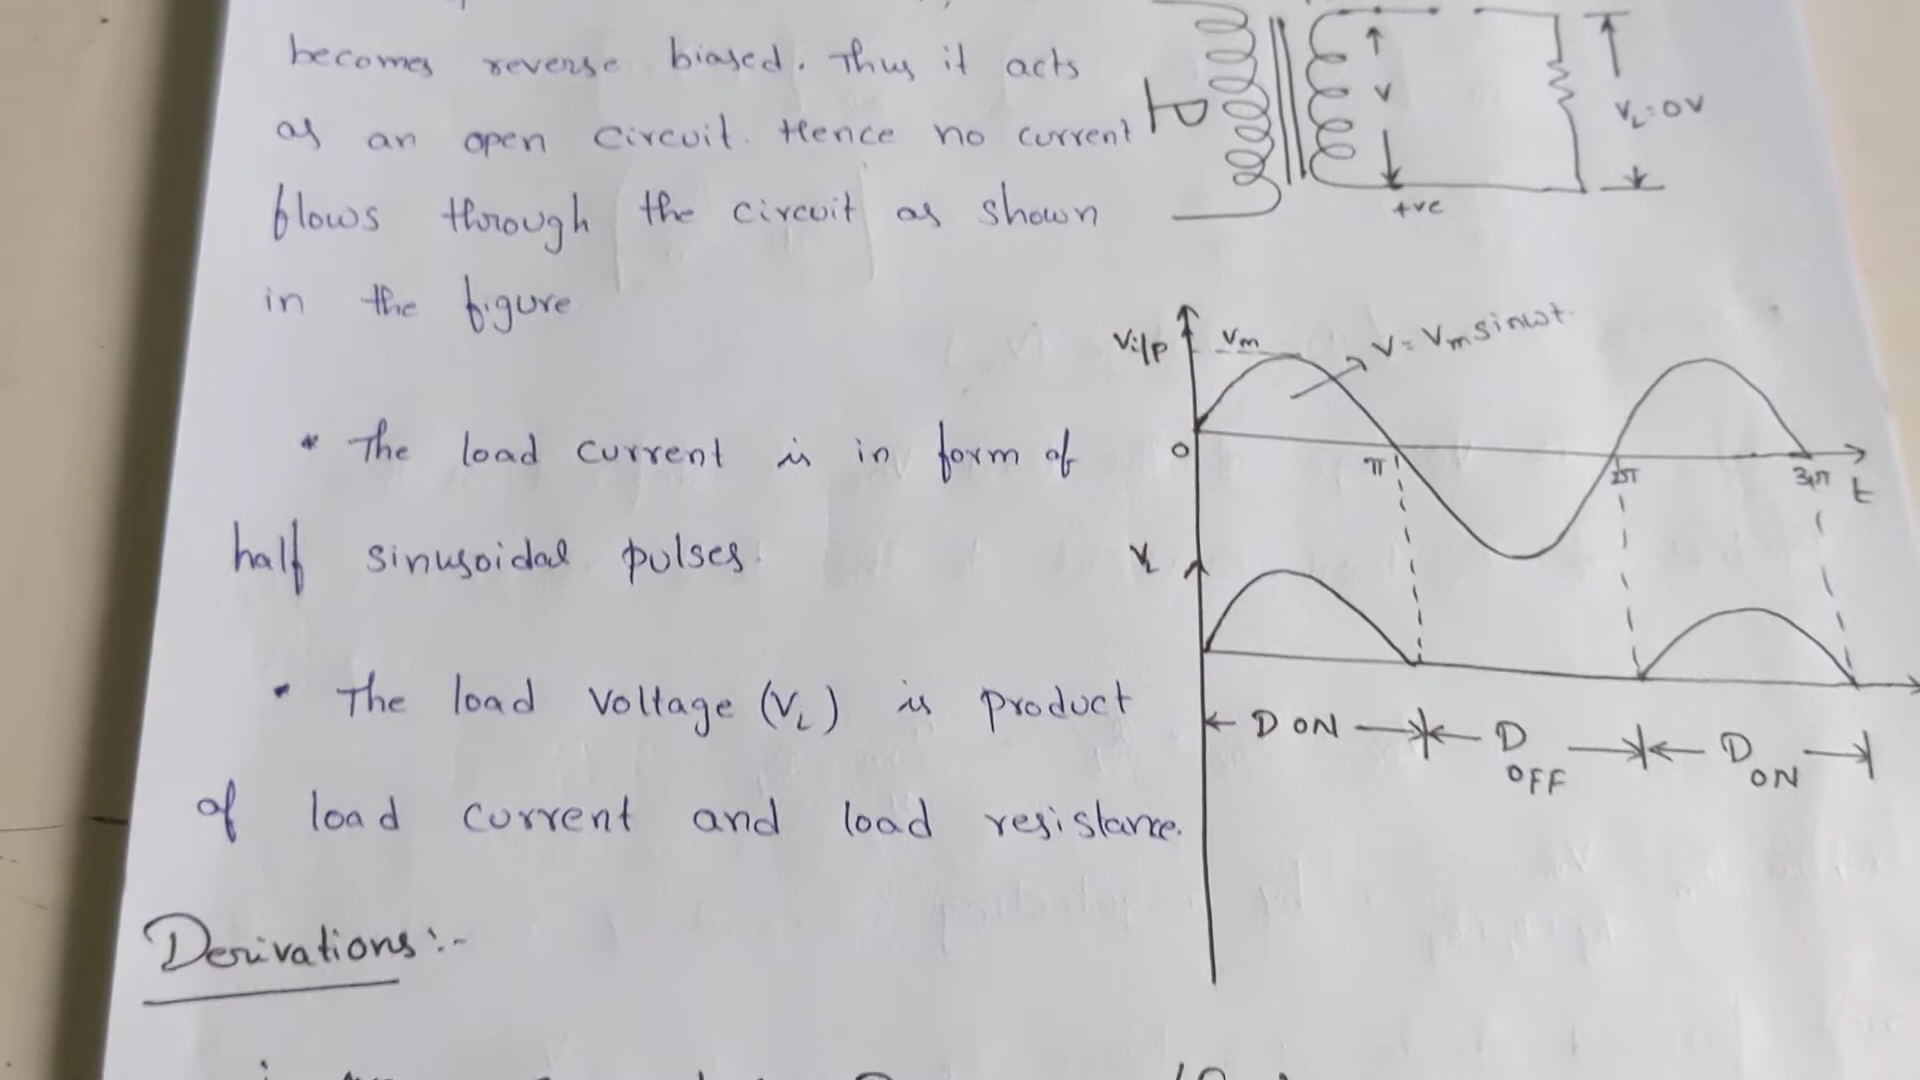 becomes reverse biased. Thus it acts
as an open circuit. Hence no current
flows through the circuit as shown
in the figure
* The load current is in form of
half sinusoidal pulses.
• The load voltage (VL) is product
of load current and load resistance.
Derivations :-
V
VL = 0V
+ve
Vi/p
Vm
V = Vm sinωt.
0
π
2π
3π
t
VL
D ON
D OFF
D ON